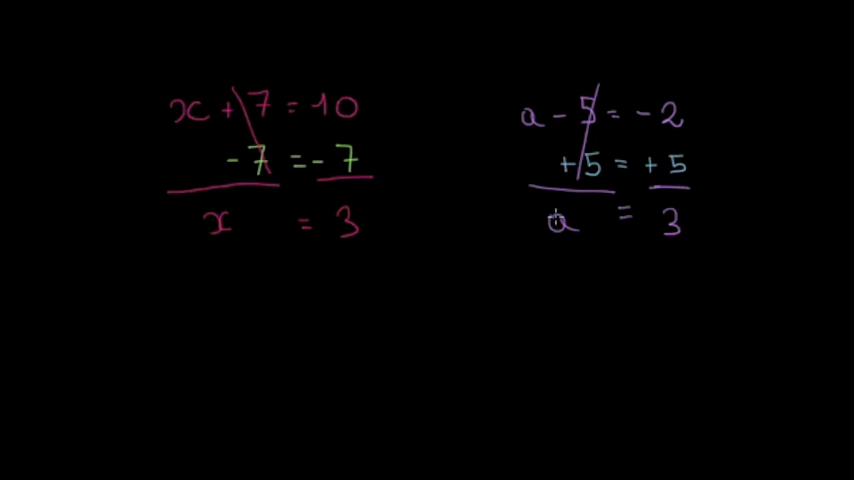 x + 7 = 10
- 7 = - 7
x = 3
a - 5 = - 2
+ 5 = + 5
a = 3